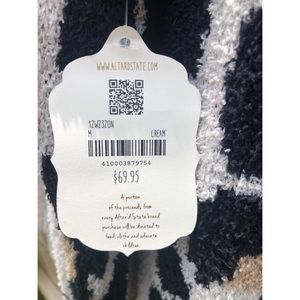 WWW.ALTARDSTATE.COM
12WZ3ZON
M CREAM
410003879754
$69.95
A portion
of the proceeds from
every Altar'd State brand
purchase will be donated to
feed, clothe and educate
children.